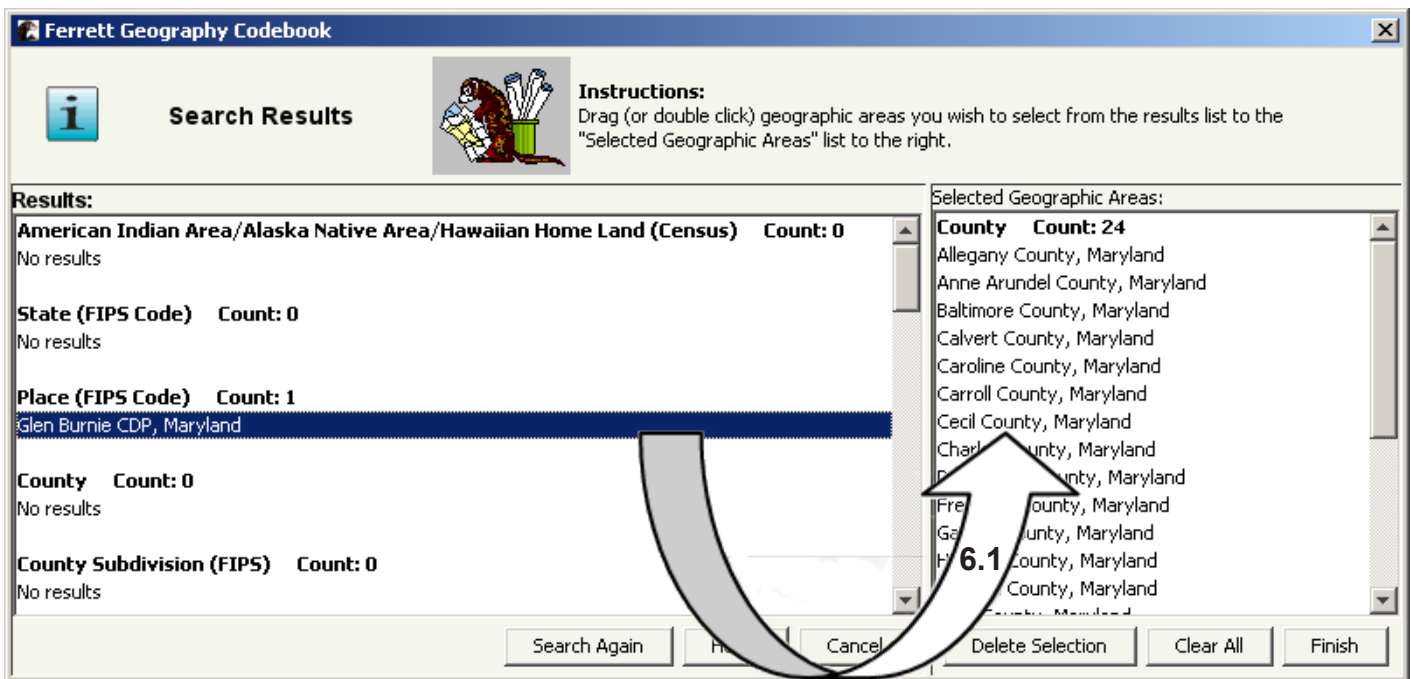 Ferrett Geography Codebook
Search Results
Instructions:
Drag (or double click) geographic areas you wish to select from the results list to the
"Selected Geographic Areas" list to the right.
Results:
American Indian Area/Alaska Native Area/Hawaiian Home Land (Census) Count: 0
No results
State (FIPS Code) Count: 0
No results
Place (FIPS Code) Count: 1
Glen Burnie CDP, Maryland
County Count: 0
No results
County Subdivision (FIPS) Count: 0
No results
Selected Geographic Areas:
County Count: 24
Allegany County, Maryland
Anne Arundel County, Maryland
Baltimore County, Maryland
Calvert County, Maryland
Caroline County, Maryland
Carroll County, Maryland
Cecil County, Maryland
County, Maryland
County, Maryland
County, Maryland
County, Maryland
County, Maryland
County, Maryland
6.1
Search Again
Cancel
Delete Selection
Clear All
Finish